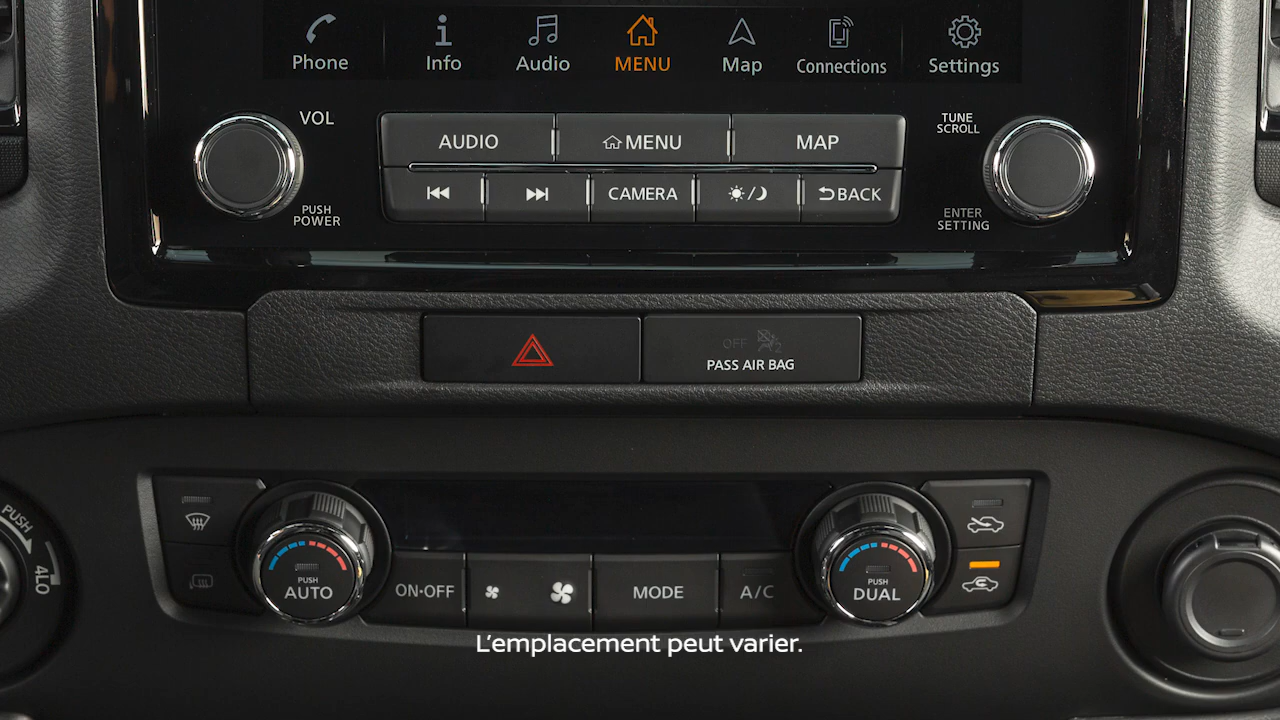 Phone
Info
Audio
MENU
Map
Connections
Settings
VOL
PUSH
POWER
AUDIO
MENU
MAP
CAMERA
BACK
TUNE
SCROLL
ENTER
SETTING
OFF
PASS AIR BAG
PUSH
4LO
PUSH
AUTO
ON•OFF
MODE
A/C
PUSH
DUAL
L'emplacement peut varier.